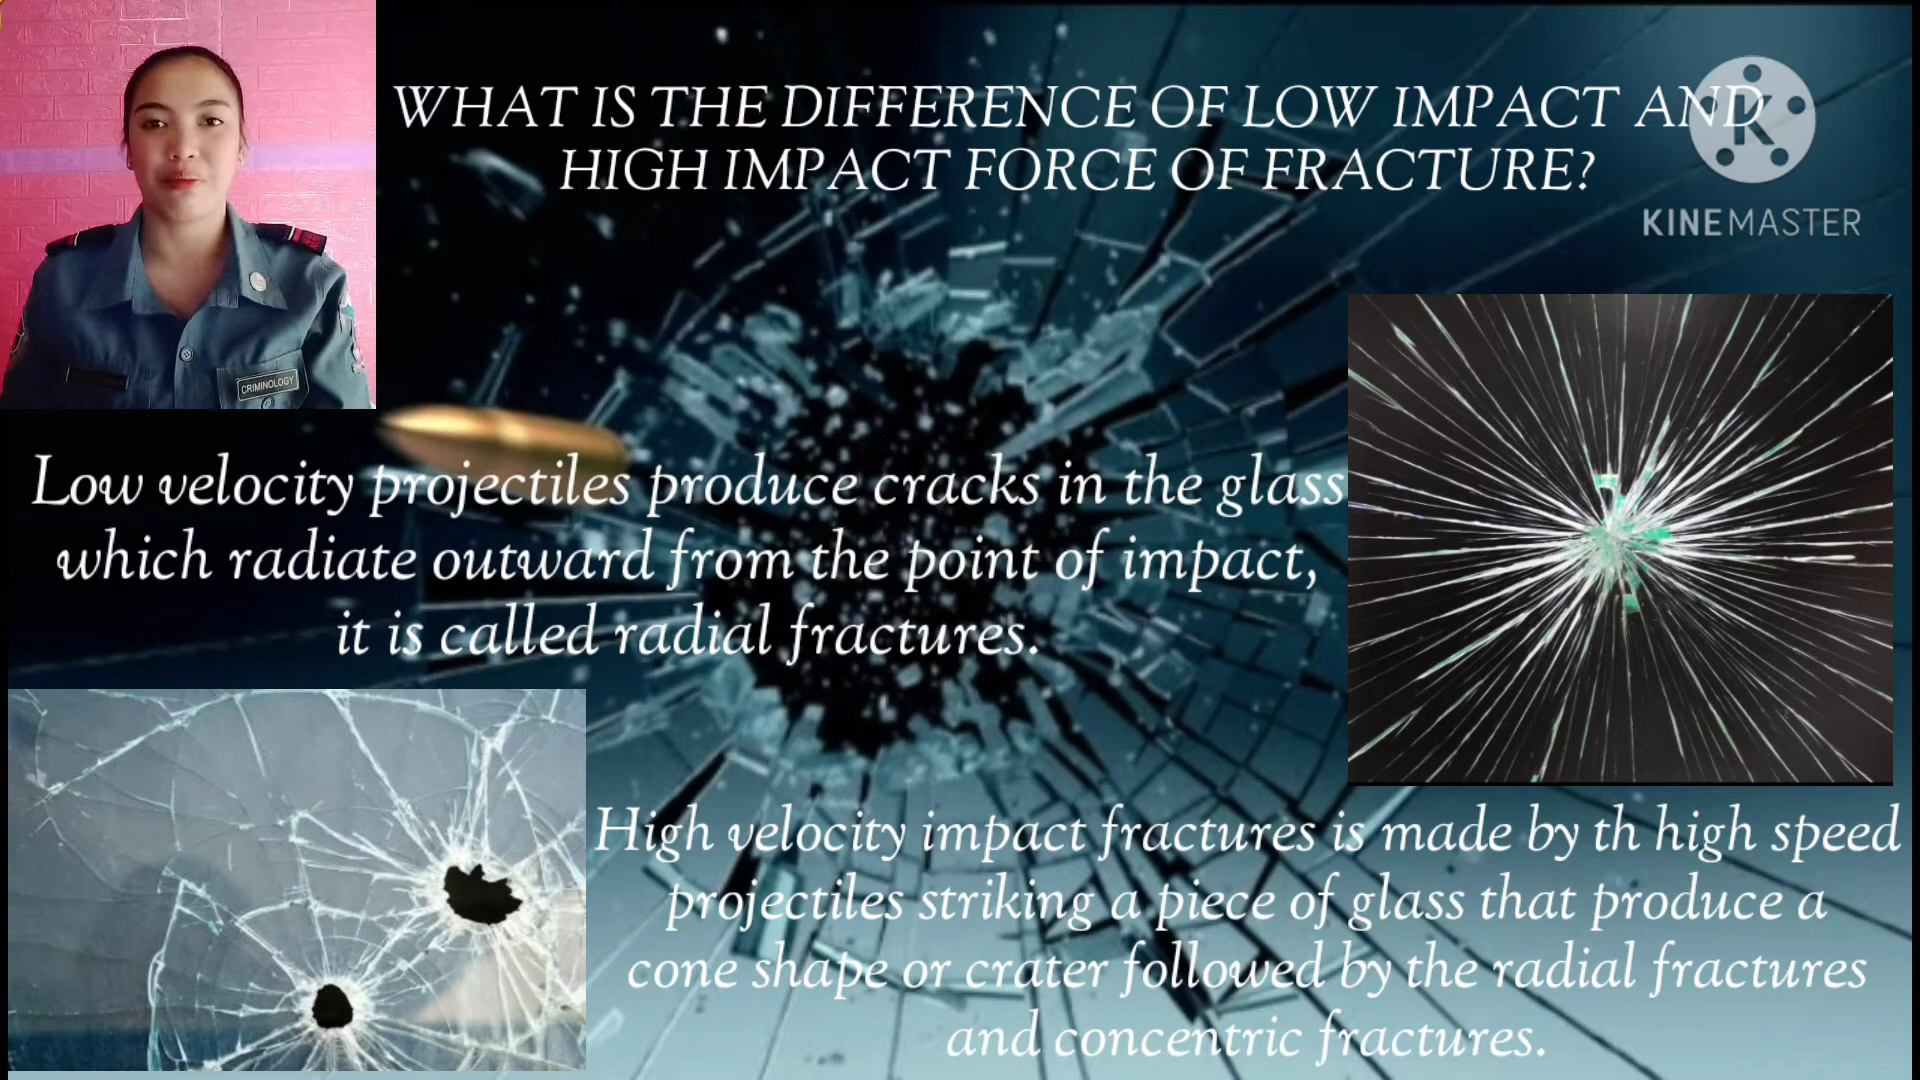 WHAT IS THE DIFFERENCE OF LOW IMPACT AND
HIGH IMPACT FORCE OF FRACTURE?
K
KINEMASTER
CRIMINOLOGY
Low velocity projectiles produce cracks in the glass
which radiate outward from the point of impact,
it is called radial fractures.
High velocity impact fractures is made by th high speed
projectiles striking a piece of glass that produce a
cone shape or crater followed by the radial fractures
and concentric fractures.